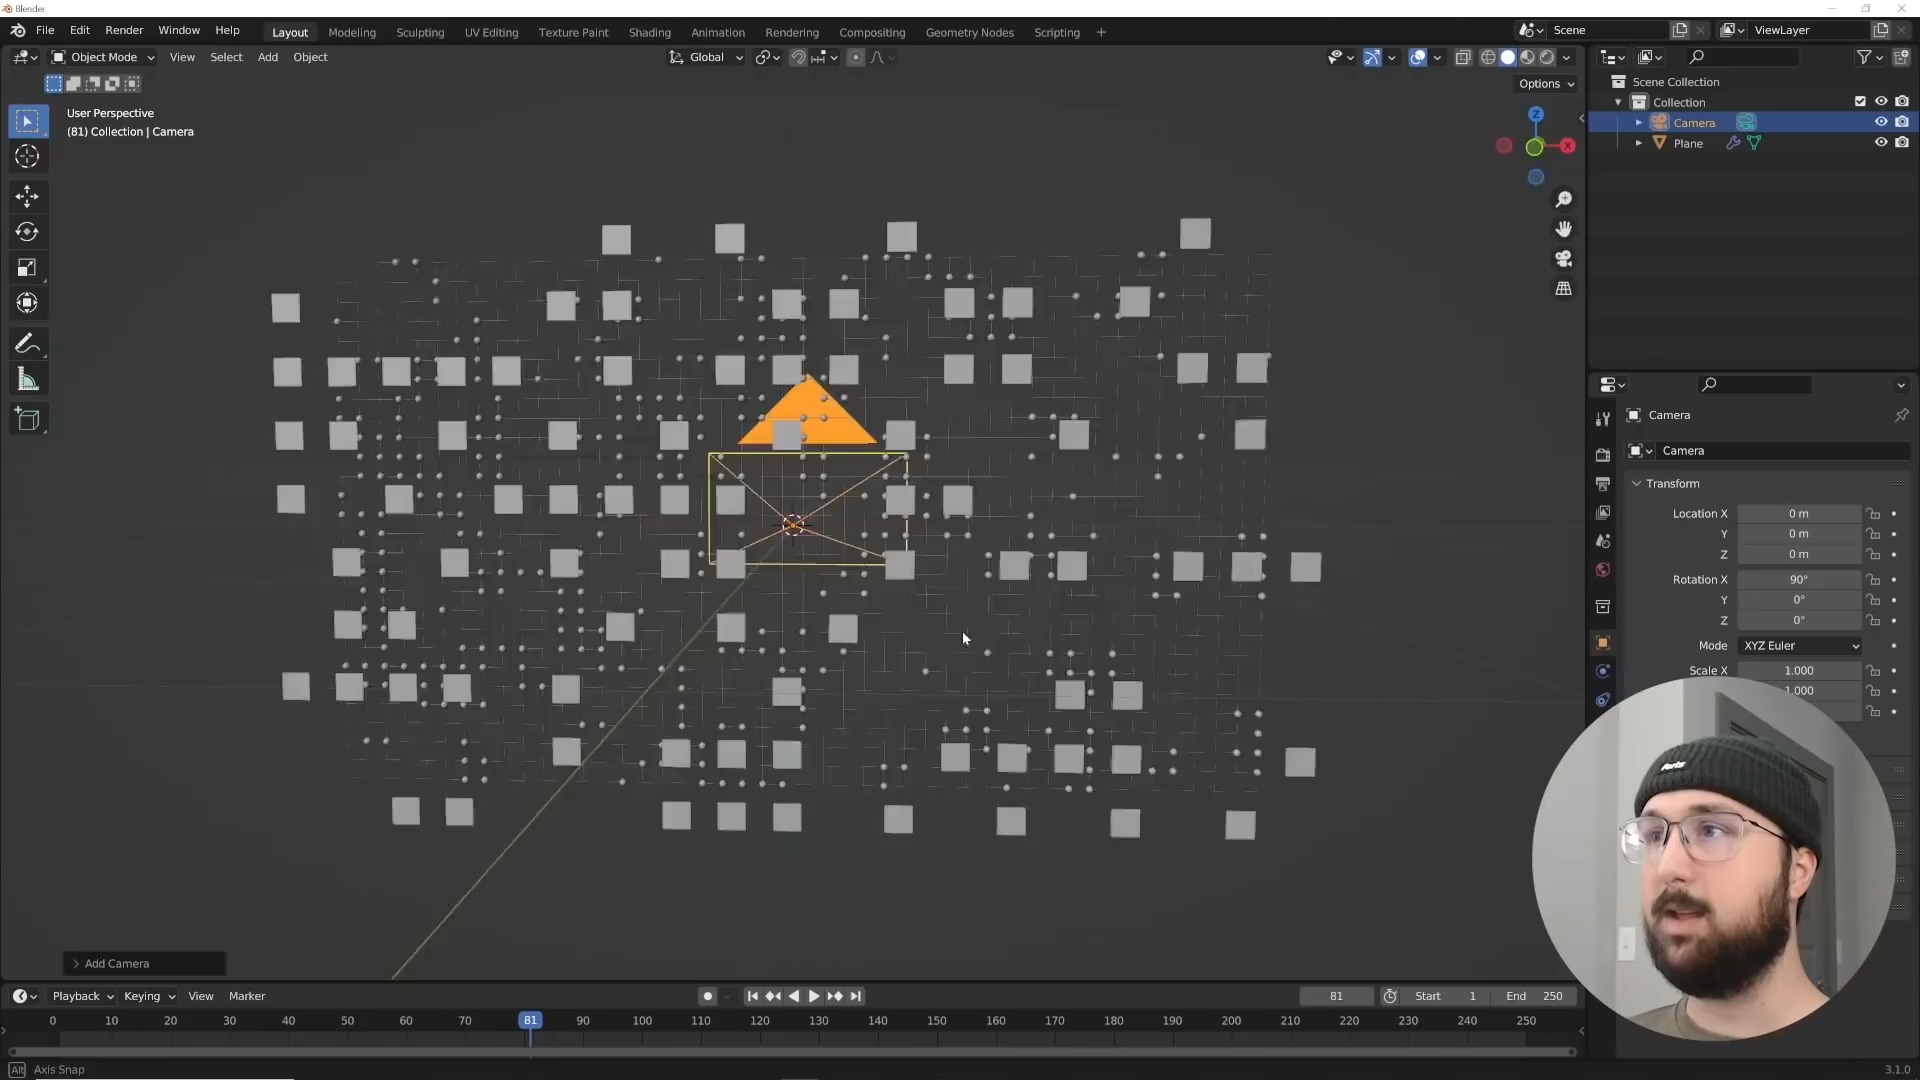 Blender
File Edit Render Window Help Layout Modeling Sculpting UV Editing Texture Paint Shading Animation Rendering Compositing Geometry Nodes Scripting + Scene ViewLayer
Object Mode View Select Add Object Global
Options
User Perspective
(81) Collection | Camera
Z
X
Scene Collection
Collection
Camera
Plane
Camera
Camera
Transform
Location X 0 m
Y 0 m
Z 0 m
Rotation X 90°
Y 0°
Z 0°
Mode XYZ Euler
Scale X 1.000
1.000
Add Camera
Playback Keying View Marker 81 Start 1 End 250
0 10 20 30 40 50 60 70 81 90 100 110 120 130 140 150 160 170 180 190 200 210 220 230 240 250
Alt Axis Snap 3.1.0